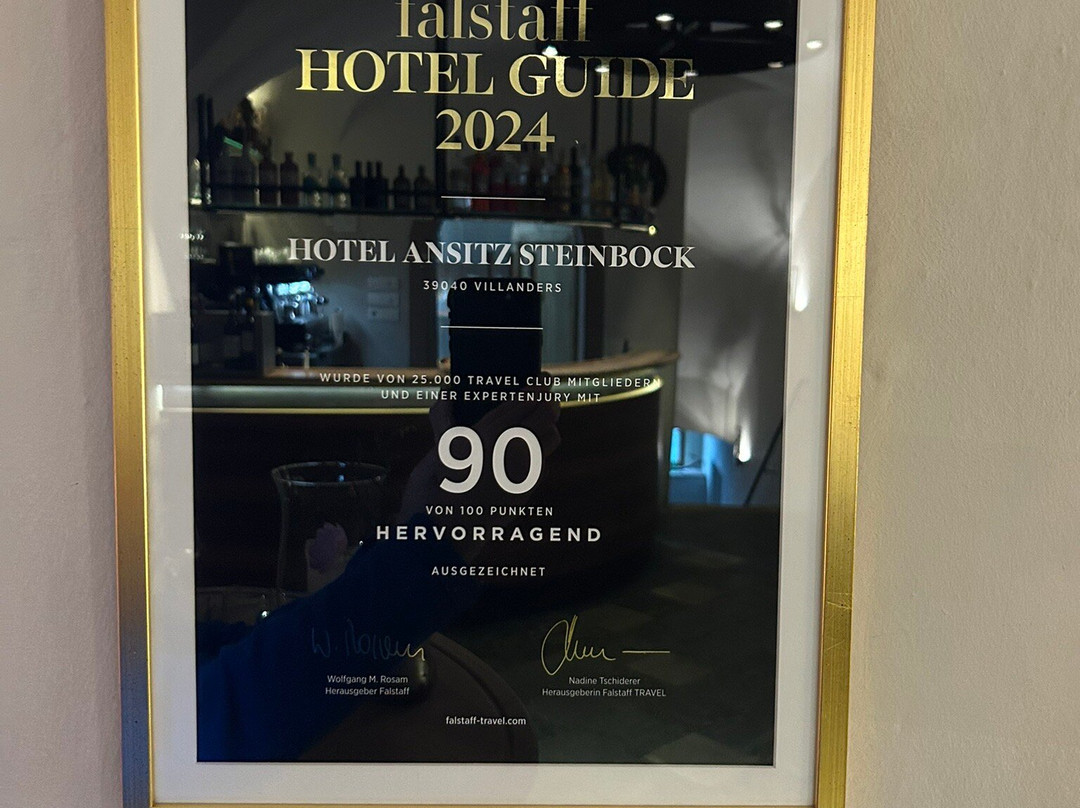 falstaff
HOTEL GUIDE
2024
HOTEL ANSITZ STEINBOCK
39040 VILLANDERS
WURDE VON 25.000 TRAVEL CLUB MITGLIEDERN
UND EINER EXPERTENJURY MIT
90
VON 100 PUNKTEN
HERVORRAGEND
AUSGEZEICHNET
W. Rosam
Wolfgang M. Rosam
Herausgeber Falstaff
Nadine Tschiderer
Herausgeberin Falstaff TRAVEL
falstaff-travel.com